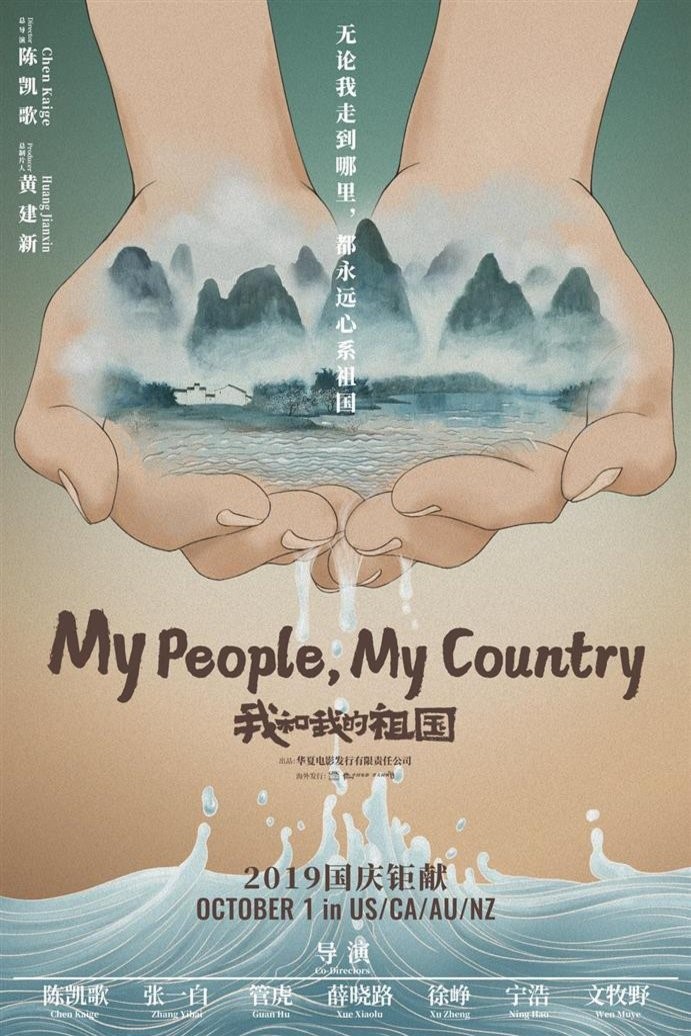 总导演
Director
陈凯歌
Chen Kaige
总制片人
Producer
黄建新
Huang Jianxin
无论我走到哪里，都永远心系祖国
My People, My Country
我和我的祖国
出品：华夏电影发行有限责任公司
海外发行：
2019国庆钜献
OCTOBER 1 in US/CA/AU/NZ
导演
Co-Directors
陈凯歌 张一白 管虎 薛晓路 徐峥 宁浩 文牧野
Chen Kaige Zhang Yibai Guan Hu Xue Xiaolu Xu Zheng Ning Hao Wen Muye